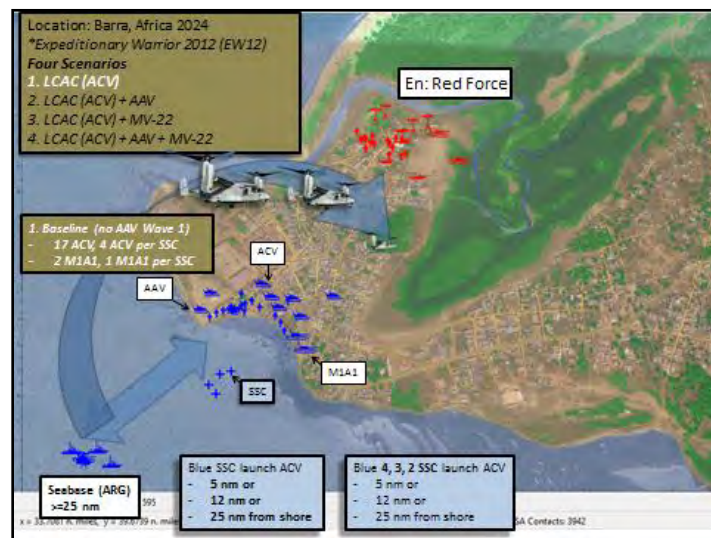 Location: Barra, Africa 2024
*Expeditionary Warrior 2012 (EW12)
Four Scenarios
1. LCAC (ACV)
2. LCAC (ACV) + AAV
3. LCAC (ACV) + MV-22
4. LCAC (ACV) + AAV + MV-22
En: Red Force
1. Baseline (no AAV Wave 1)
- 17 ACV, 4 ACV per SSC
- 2 M1A1, 1 M1A1 per SSC
ACV
AAV
M1A1
SSC
Seabase (ARG)
>=25 nm
Blue SSC launch ACV
- 5 nm or
- 12 nm or
- 25 nm from shore
Blue 4, 3, 2 SSC launch ACV
- 5 nm or
- 12 nm or
- 25 nm from shore
595
n. miles, y =
SA Contacts: 3942